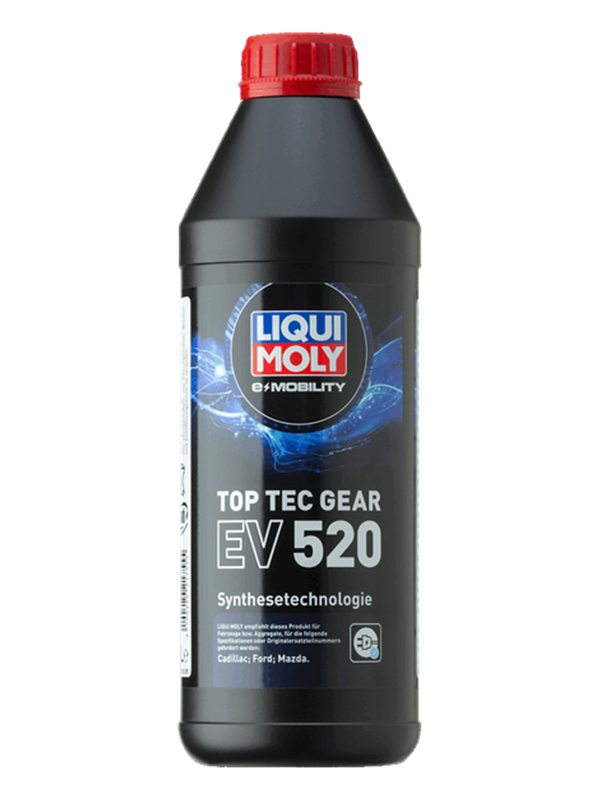 LIQUI
MOLY
e MOBILITY
TOP TEC GEAR
EV 520
Synthesetechnologie
LIQUI MOLY empfiehlt dieses Produkt für
Fahrzeuge bzw. Aggregate, für die folgende
Spezifikationen oder Originalersatzteilnummern
gefordert werden:
Cadillac; Ford; Mazda.